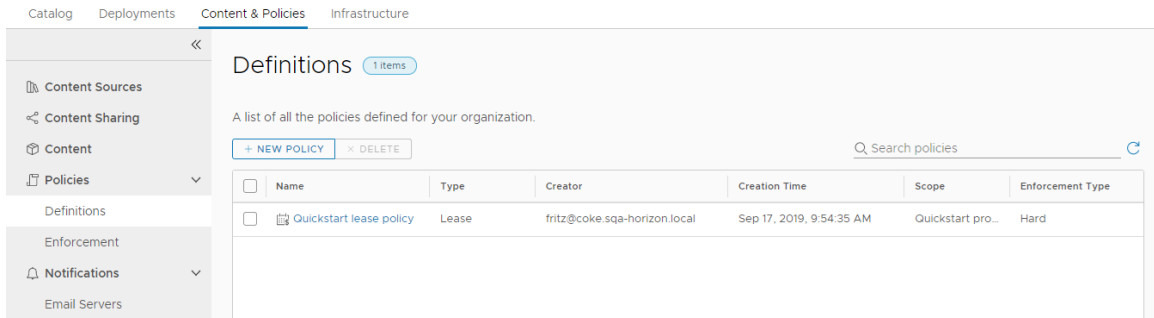 Catalog Deployments Content & Policies Infrastructure
Definitions 1 items
Content Sources
Content Sharing
Content
Policies
Definitions
Enforcement
Notifications
Email Servers
A list of all the policies defined for your organization.
+ NEW POLICY × DELETE Search policies
Name Type Creator Creation Time Scope Enforcement Type
Quickstart lease policy Lease fritz@coke.sqa-horizon.local Sep 17, 2019, 9:54:35 AM Quickstart pro... Hard